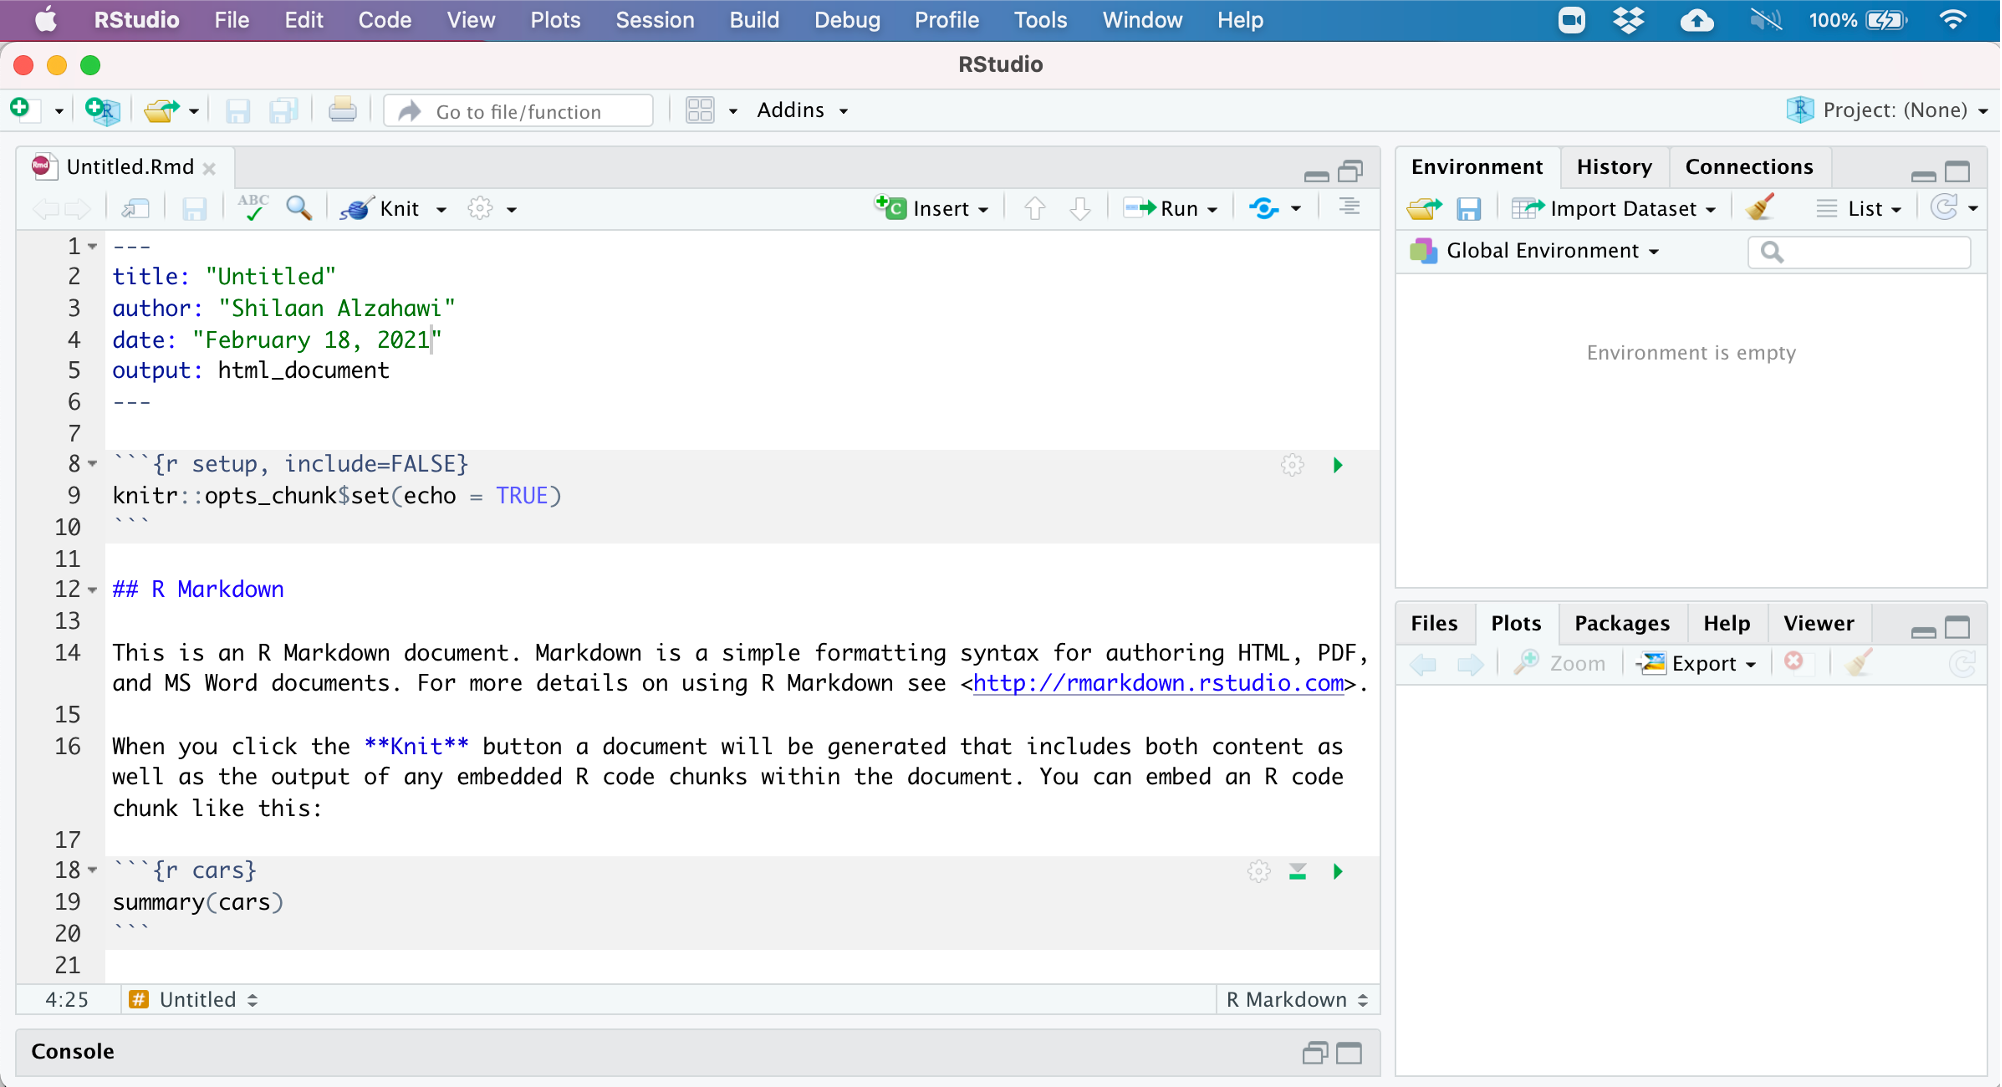 RStudio File Edit Code View Plots Session Build Debug Profile Tools Window Help 100%
RStudio
Go to file/function Addins Project: (None)
Untitled.Rmd
ABC Knit Insert Run
1 ---
2 title: "Untitled"
3 author: "Shilaan Alzahawi"
4 date: "February 18, 2021"
5 output: html_document
6 ---
7
8 ```{r setup, include=FALSE}
9 knitr::opts_chunk$set(echo = TRUE)
10 ```
11
12 ## R Markdown
13
14 This is an R Markdown document. Markdown is a simple formatting syntax for authoring HTML, PDF,
and MS Word documents. For more details on using R Markdown see <http://rmarkdown.rstudio.com>.
15
16 When you click the **Knit** button a document will be generated that includes both content as
well as the output of any embedded R code chunks within the document. You can embed an R code
chunk like this:
17
18 ```{r cars}
19 summary(cars)
20 ```
21
4:25 # Untitled R Markdown
Console
Environment History Connections
Import Dataset List
Global Environment
Environment is empty
Files Plots Packages Help Viewer
Zoom Export